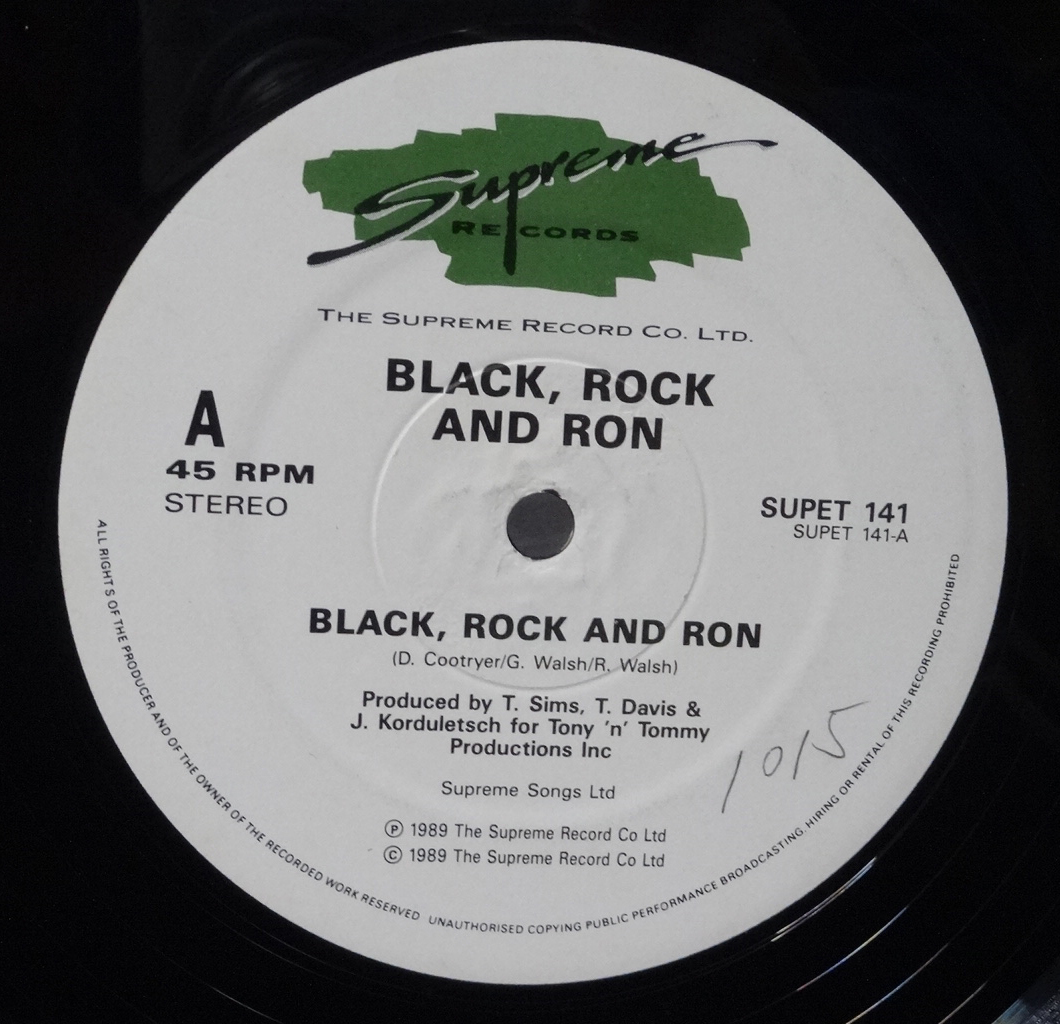 Supreme
RECORDS
THE SUPREME RECORD CO. LTD.
BLACK, ROCK
AND RON
A
45 RPM
STEREO
SUPET 141
SUPET 141-A
BLACK, ROCK AND RON
(D. Cootryer/G. Walsh/R. Walsh)
Produced by T. Sims, T. Davis &
J. Korduletsch for Tony 'n' Tommy
Productions Inc
Supreme Songs Ltd
Ⓟ 1989 The Supreme Record Co Ltd
© 1989 The Supreme Record Co Ltd
1015
ALL RIGHTS OF THE PRODUCER AND OF THE OWNER OF THE RECORDED WORK RESERVED UNAUTHORISED COPYING PUBLIC PERFORMANCE BROADCASTING. HIRING OR RENTAL OF THIS RECORDING PROHIBITED